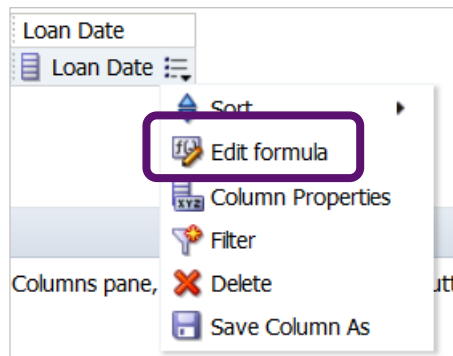 Loan Date
Loan Date
Sort
Edit formula
Column Properties
Filter
Columns pane,
Delete
Save Column As